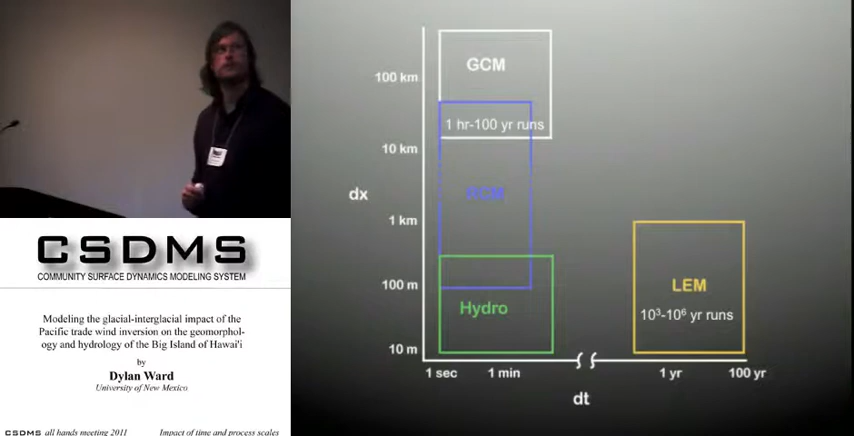 CSDMS
COMMUNITY SURFACE DYNAMICS MODELING SYSTEM
Modeling the glacial-interglacial impact of the
Pacific trade wind inversion on the geomorphol-
ogy and hydrology of the Big Island of Hawai'i
by
Dylan Ward
University of New Mexico
CSDMS all hands meeting 2011
Impact of time and process scales
GCM
100 km
1 hr-100 yr runs
10 km
dx
1 km
100 m
LEM
Hydro
10³-10⁶ yr runs
10 m
1 sec
1 min
1 yr
100 yr
dt